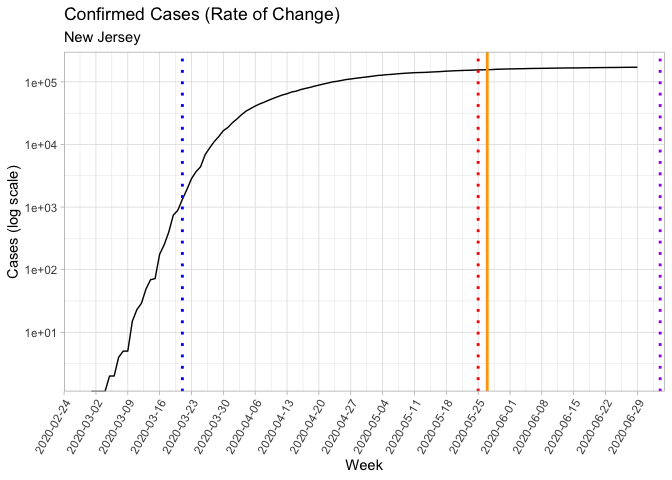 Confirmed Cases (Rate of Change)
New Jersey
Cases (log scale)
1e+05
1e+04
1e+03
1e+02
1e+01
2020-02-24
2020-03-02
2020-03-09
2020-03-16
2020-03-23
2020-03-30
2020-04-06
2020-04-13
2020-04-20
2020-04-27
2020-05-04
2020-05-11
2020-05-18
2020-05-25
2020-06-01
2020-06-08
2020-06-15
2020-06-22
2020-06-29
Week